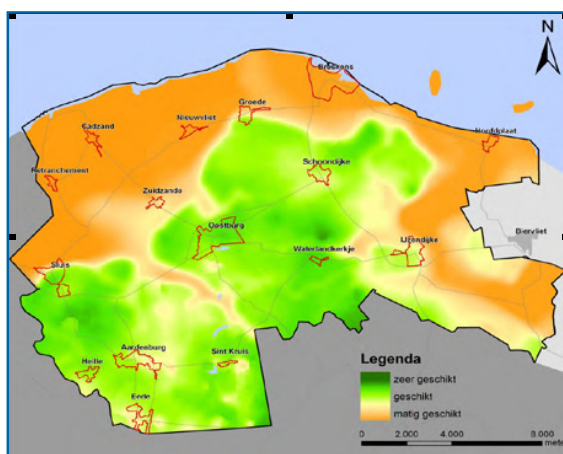 N
Breskens
Groede
Nieuwvliet
Cadzand
Hoofdplaat
Retranchement
Schoondijke
Zuidzande
Oostburg
IJzendijke
Biervliet
Waterlandkerkje
Sluis
Aardenburg
Sint Kruis
Heille
Eede
Legenda
zeer geschikt
geschikt
matig geschikt
0 2.000 4.000 8.000
mete